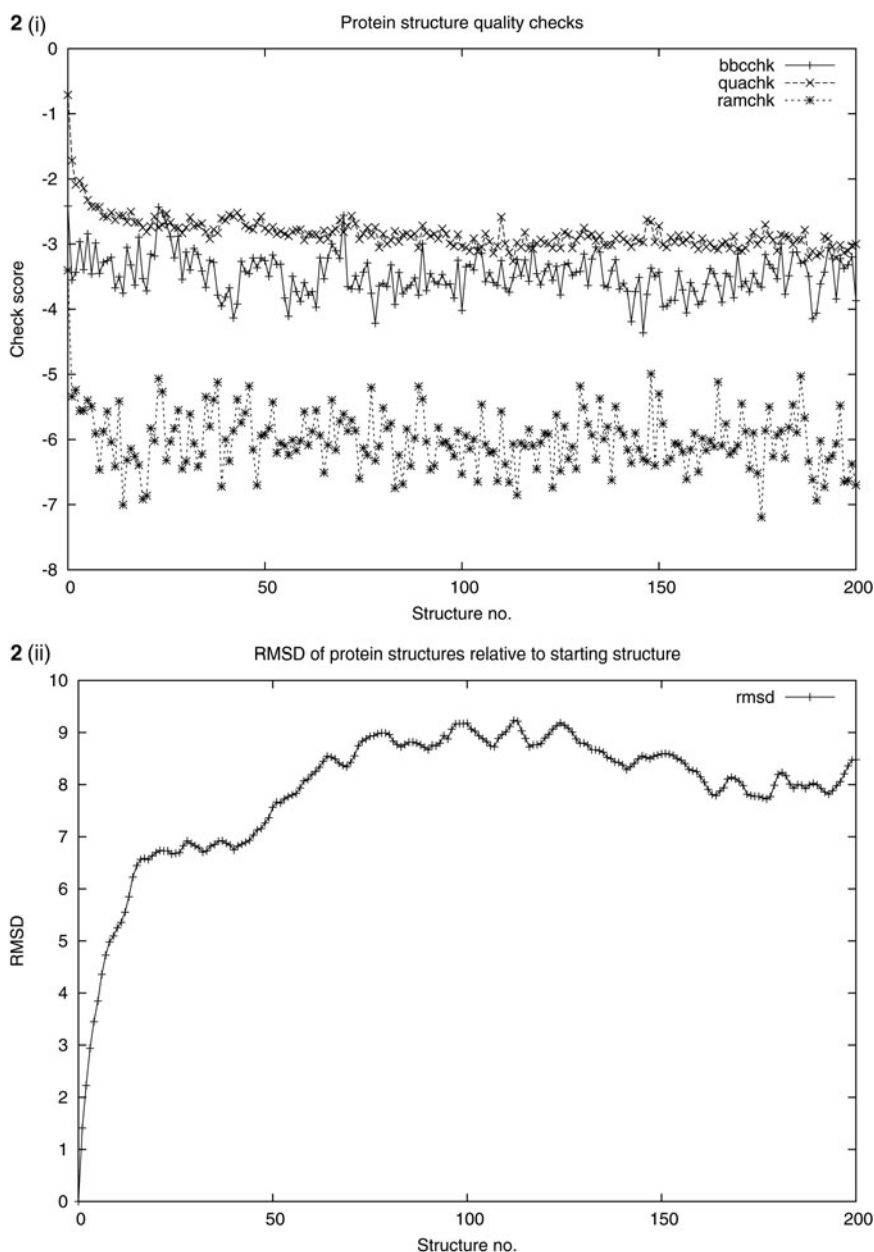 2 (i)
Protein structure quality checks
0
-1
-2
-3
-4
-5
-6
-7
-8
Check score
bbcchk
quachk
ramchk
0
50
100
150
200
Structure no.
2 (ii)
RMSD of protein structures relative to starting structure
10
9
8
7
6
5
4
3
2
1
0
RMSD
rmsd
0
50
100
150
200
Structure no.